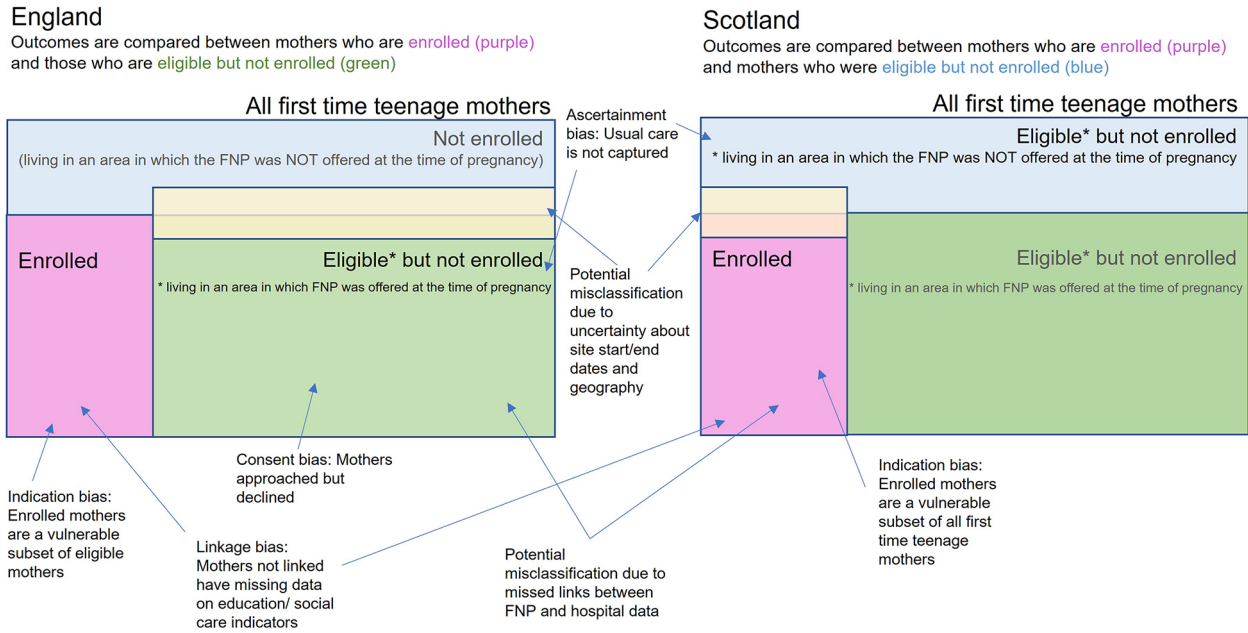 England
Outcomes are compared between mothers who are enrolled (purple)
and those who are eligible but not enrolled (green)
All first time teenage mothers
Not enrolled
(living in an area in which the FNP was NOT offered at the time of pregnancy)
Enrolled
Eligible* but not enrolled
* living in an area in which FNP was offered at the time of pregnancy
Ascertainment
bias: Usual care
is not captured
Potential
misclassification
due to
uncertainty about
site start/end
dates and
geography
Scotland
Outcomes are compared between mothers who are enrolled (purple)
and mothers who were eligible but not enrolled (blue)
All first time teenage mothers
Eligible* but not enrolled
* living in an area in which the FNP was NOT offered at the time of pregnancy
Enrolled
Eligible* but not enrolled
* living in an area in which FNP was offered at the time of pregnancy
Indication bias:
Enrolled mothers
are a vulnerable
subset of eligible
mothers
Linkage bias:
Mothers not linked
have missing data
on education/ social
care indicators
Consent bias: Mothers
approached but
declined
Potential
misclassification due to
missed links between
FNP and hospital data
Indication bias:
Enrolled mothers
are a vulnerable
subset of all first
time teenage
mothers